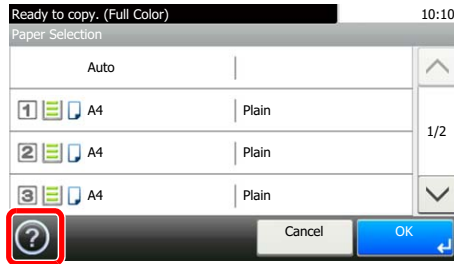 Ready to copy. (Full Color) 10:10
Paper Selection
Auto
1 A4 Plain
1/2
2 A4 Plain
3 A4 Plain
? Cancel OK